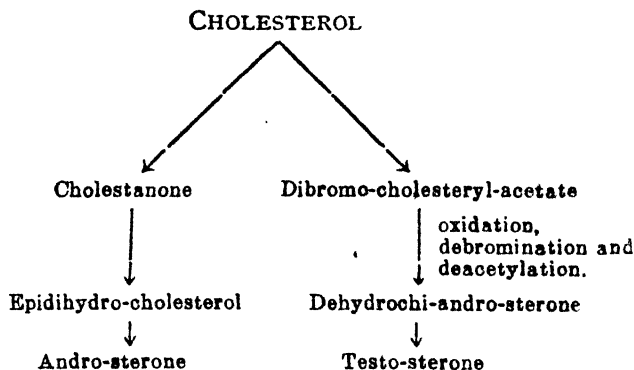 CHOLESTEROL
Cholestanone Dibromo-cholesteryl-acetate
oxidation,
debromination and
deacetylation.
Epidihydro-cholesterol Dehydrochi-andro-sterone
Andro-sterone Testo-sterone